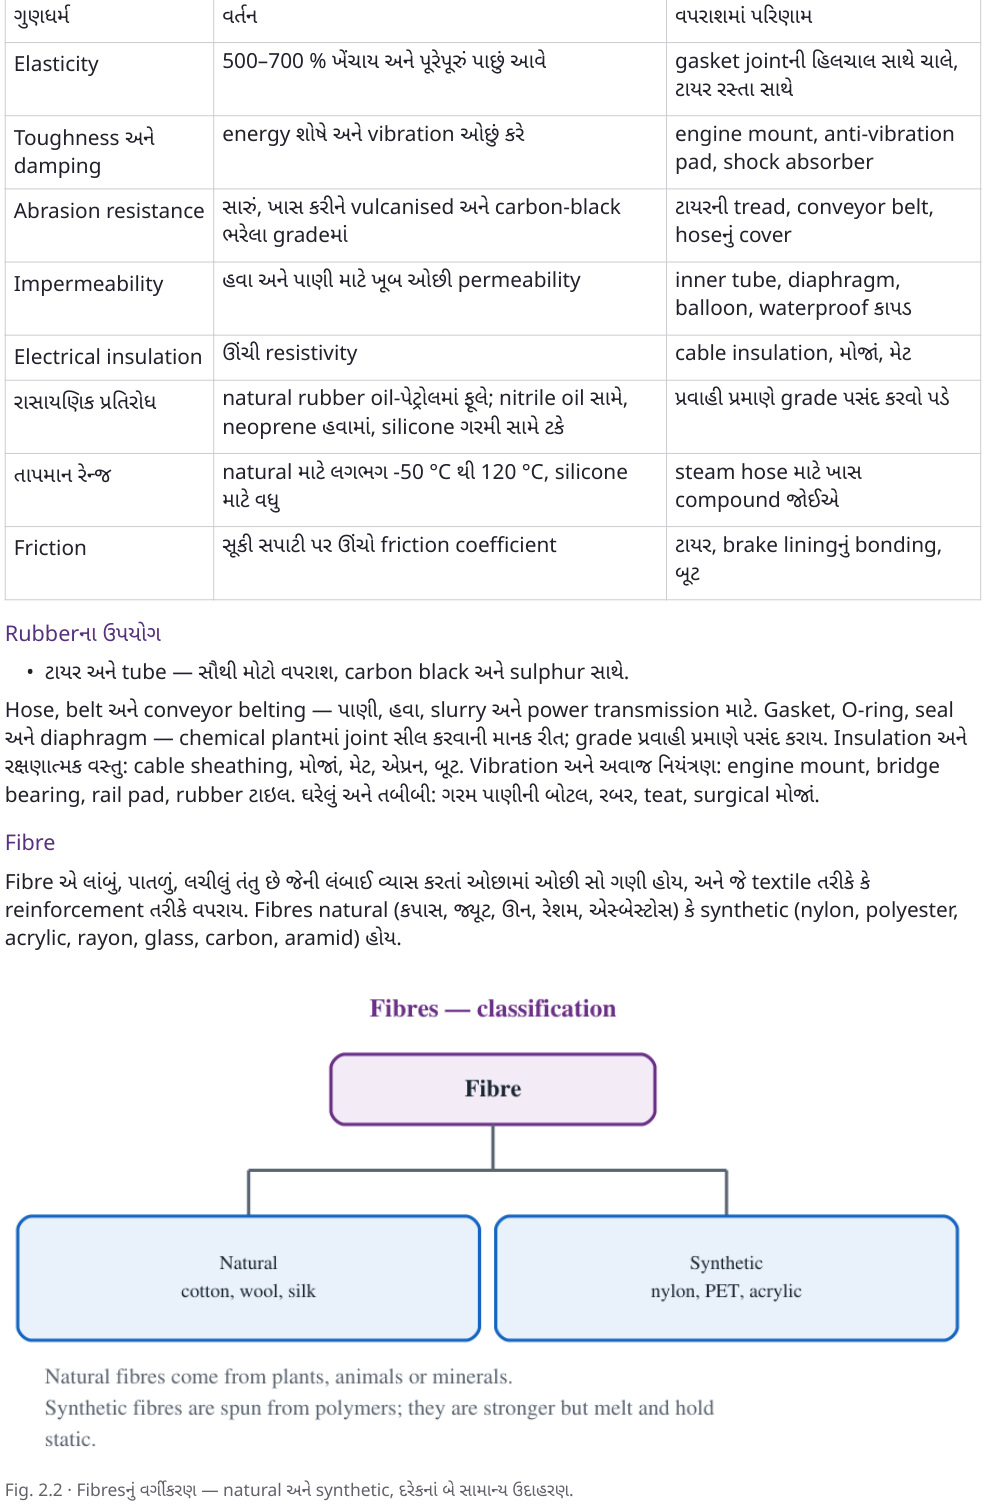 ગુણધર્મ વર્તન વપરાશમાં પરિણામ
Elasticity 500–700 % ખેંચાય અને પૂરેપૂરું પાછું આવે gasket jointની હિલચાલ સાથે ચાલે,
ટાયર રસ્તા સાથે
Toughness અને energy શોષે અને vibration ઓછું કરે engine mount, anti-vibration
damping pad, shock absorber
Abrasion resistance સારું, ખાસ કરીને vulcanised અને carbon-black ટાયરની tread, conveyor belt,
ભરેલા gradeમાં hoseનું cover
Impermeability હવા અને પાણી માટે ખૂબ ઓછી permeability inner tube, diaphragm,
balloon, waterproof કાપડ
Electrical insulation ઊંચી resistivity cable insulation, મોજાં, મેટ
રાસાયણિક પ્રતિરોધ natural rubber oil-પેટ્રોલમાં ફૂલે; nitrile oil સામે, પ્રવાહી પ્રમાણે grade પસંદ કરવો પડે
neoprene હવામાં, silicone ગરમી સામે ટકે
તાપમાન રેન્જ natural માટે લગભગ -50 °C થી 120 °C, silicone steam hose માટે ખાસ
માટે વધુ compound જોઈએ
Friction સૂકી સપાટી પર ઊંચો friction coefficient ટાયર, brake liningનું bonding,
બૂટ
Rubberના ઉપયોગ
• ટાયર અને tube — સૌથી મોટો વપરાશ, carbon black અને sulphur સાથે.
Hose, belt અને conveyor belting — પાણી, હવા, slurry અને power transmission માટે. Gasket, O-ring, seal
અને diaphragm — chemical plantમાં joint સીલ કરવાની માનક રીત; grade પ્રવાહી પ્રમાણે પસંદ કરાય. Insulation અને
રક્ષણાત્મક વસ્તુ: cable sheathing, મોજાં, મેટ, એપ્રન, બૂટ. Vibration અને અવાજ નિયંત્રણ: engine mount, bridge
bearing, rail pad, rubber ટાઇલ. ઘરેલું અને તબીબી: ગરમ પાણીની બોટલ, રબર, teat, surgical મોજાં.
Fibre
Fibre એ લાંબું, પાતળું, લચીલું તંતુ છે જેની લંબાઈ વ્યાસ કરતાં ઓછામાં ઓછી સો ગણી હોય, અને જે textile તરીકે કે
reinforcement તરીકે વપરાય. Fibres natural (કપાસ, જ્યૂટ, ઊન, રેશમ, એસ્બેસ્ટોસ) કે synthetic (nylon, polyester,
acrylic, rayon, glass, carbon, aramid) હોય.
Fibres — classification
Fibre
Natural Synthetic
cotton, wool, silk nylon, PET, acrylic
Natural fibres come from plants, animals or minerals.
Synthetic fibres are spun from polymers; they are stronger but melt and hold
static.
Fig. 2.2 · Fibresનું વર્ગીકરણ — natural અને synthetic, દરેકનાં બે સામાન્ય ઉદાહરણ.